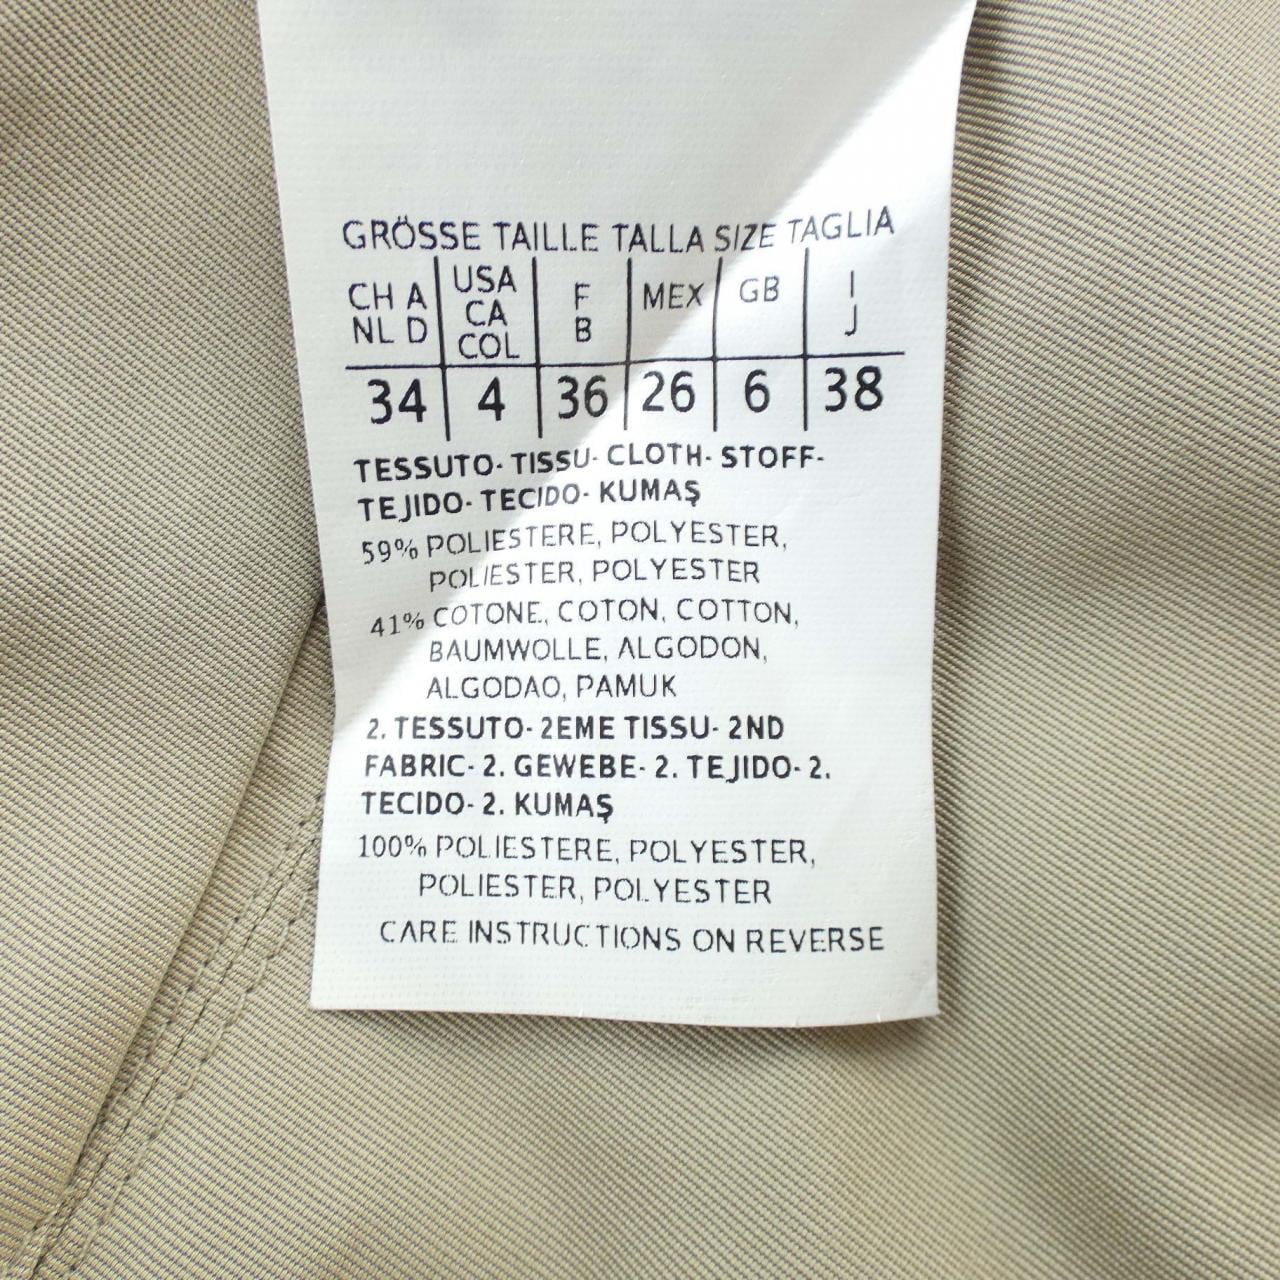 GRÖSSE TAILLE TALLA SIZE TAGLIA
CH A NL D | USA CA COL | F B | MEX | GB | I J
34 | 4 | 36 | 26 | 6 | 38
TESSUTO- TISSU- CLOTH- STOFF-
TEJIDO- TECIDO- KUMAŞ
59% POLIESTERE, POLYESTER,
POLIESTER, POLYESTER
41% COTONE, COTON, COTTON,
BAUMWOLLE, ALGODON,
ALGODAO, PAMUK
2. TESSUTO- 2EME TISSU- 2ND
FABRIC- 2. GEWEBE- 2. TEJIDO- 2.
TECIDO- 2. KUMAŞ
100% POLIESTERE, POLYESTER,
POLIESTER, POLYESTER
CARE INSTRUCTIONS ON REVERSE